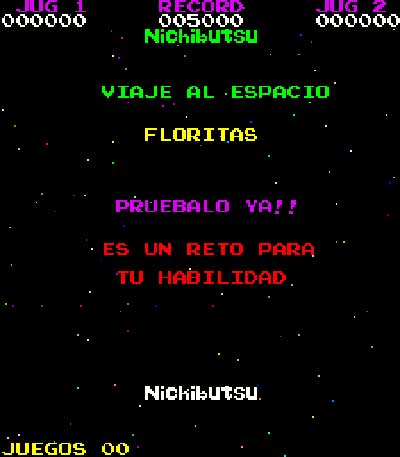 JUG 1 RECORD JUG 2
000000 005000 000000
Nichibutsu
VIAJE AL ESPACIO
FLORITAS
PRUEBALO YA!!
ES UN RETO PARA
TU HABILIDAD
Nichibutsu
JUEGOS 00